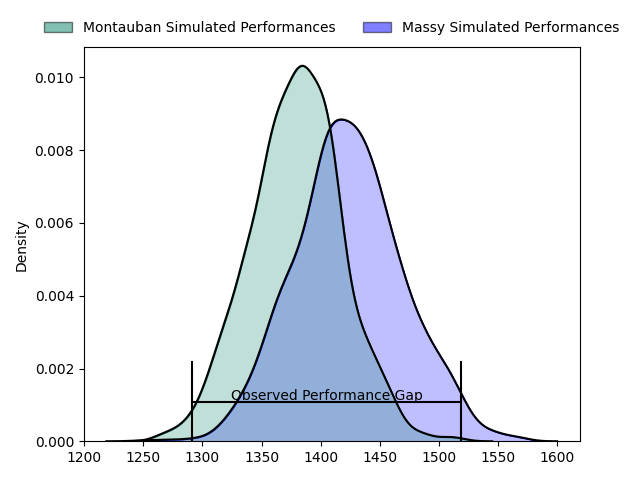 Montauban Simulated Performances Massy Simulated Performances
0.010
0.008
0.006
0.004
0.002
0.000
Density
Observed Performance Gap
1200 1250 1300 1350 1400 1450 1500 1550 1600